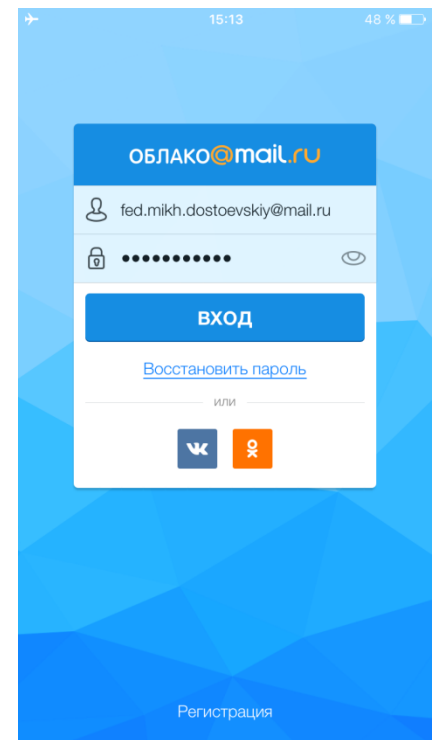 15:13
48 %
ОБЛАКО@mail.ru
fed.mikh.dostoevskiy@mail.ru
•••••••••••
ВХОД
Восстановить пароль
или
Регистрация